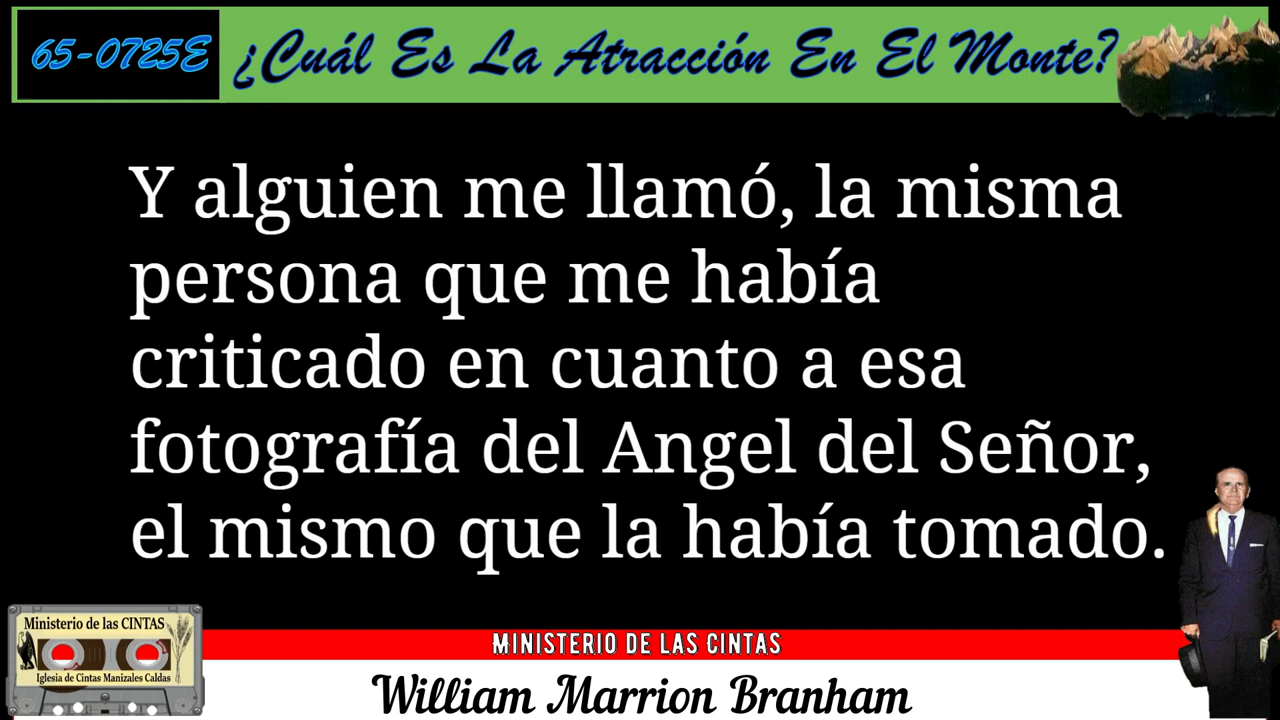 65-0725E ¿Cuál Es La Atracción En El Monte?
Y alguien me llamó, la misma
persona que me había
criticado en cuanto a esa
fotografía del Angel del Señor,
el mismo que la había tomado.
Ministerio de las CINTAS
Iglesia de Cintas Manizales Caldas
MINISTERIO DE LAS CINTAS
William Marrion Branham